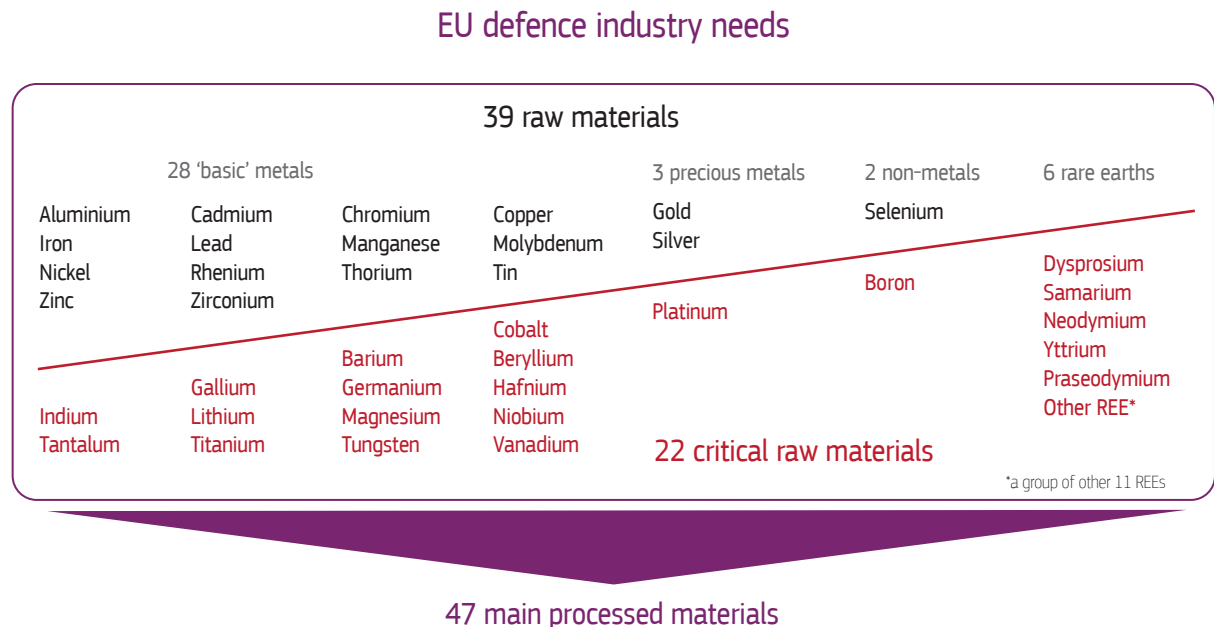 EU defence industry needs
39 raw materials
28 ‘basic’ metals
3 precious metals
2 non-metals
6 rare earths
Aluminium
Iron
Nickel
Zinc
Cadmium
Lead
Rhenium
Zirconium
Chromium
Manganese
Thorium
Copper
Molybdenum
Tin
Gold
Silver
Selenium
Indium
Tantalum
Gallium
Lithium
Titanium
Barium
Germanium
Magnesium
Tungsten
Cobalt
Beryllium
Hafnium
Niobium
Vanadium
Platinum
Boron
Dysprosium
Samarium
Neodymium
Yttrium
Praseodymium
Other REE*
22 critical raw materials
*a group of other 11 REEs
47 main processed materials